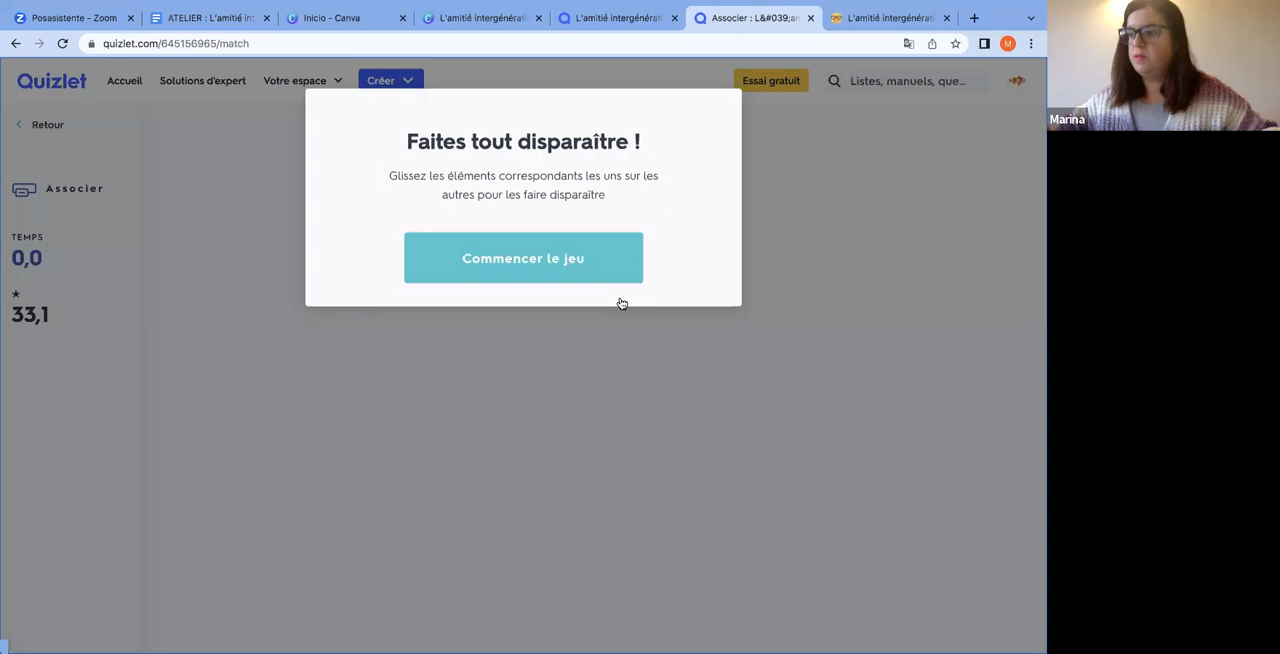 Posasistente - Zoom
ATELIER : L'amitié int
Inicio - Canva
L'amitié intergénérati
L'amitié intergénérati
Associer : L&#039;am
L'amitié intergénérati
quizlet.com/645156965/match
M
Quizlet
Accueil
Solutions d'expert
Votre espace
Créer
Essai gratuit
Listes, manuels, que...
Retour
Associer
TEMPS
0,0
33,1
Faites tout disparaître !
Glissez les éléments correspondants les uns sur les
autres pour les faire disparaître
Commencer le jeu
Marina